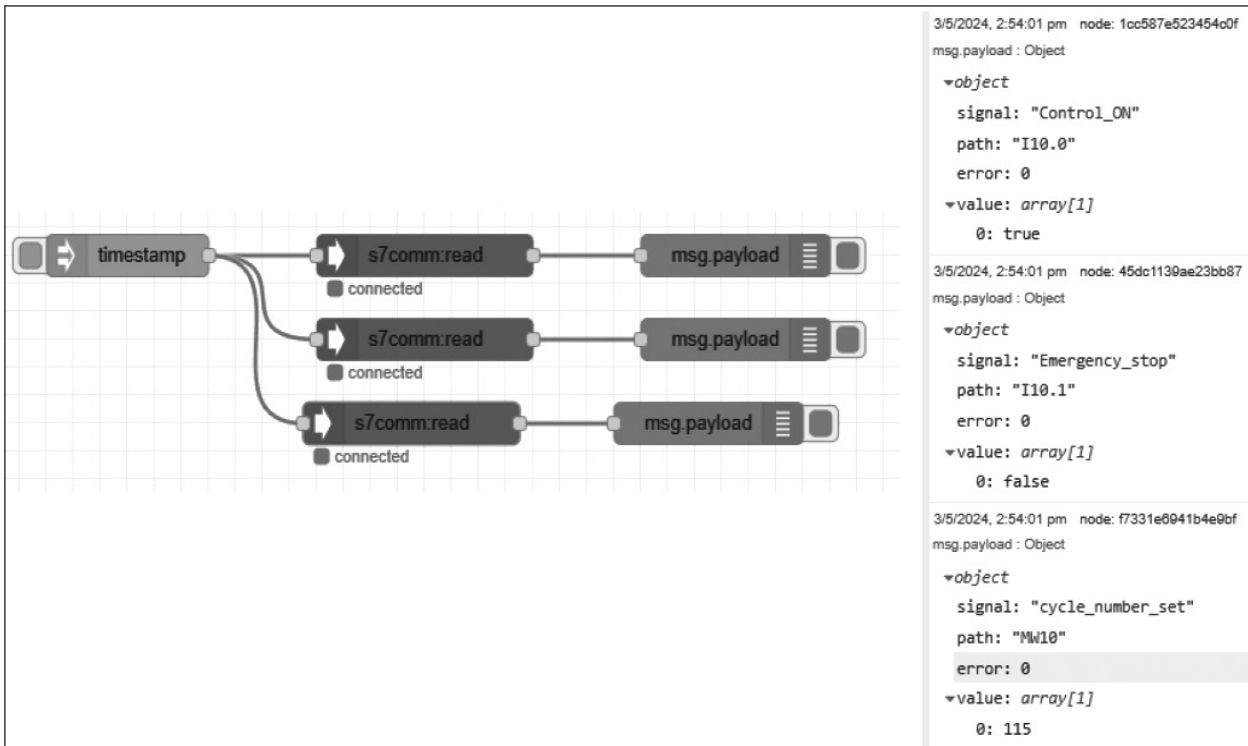 timestamp
s7comm:read
msg.payload
connected
s7comm:read
msg.payload
connected
s7comm:read
msg.payload
connected
3/5/2024, 2:54:01 pm node: 1cc587e523454c0f
msg.payload : Object
object
signal: "Control_ON"
path: "I10.0"
error: 0
value: array[1]
0: true
3/5/2024, 2:54:01 pm node: 45dc1139ae23bb87
msg.payload : Object
object
signal: "Emergency_stop"
path: "I10.1"
error: 0
value: array[1]
0: false
3/5/2024, 2:54:01 pm node: f7331e6941b4e9bf
msg.payload : Object
object
signal: "cycle_number_set"
path: "MW10"
error: 0
value: array[1]
0: 115